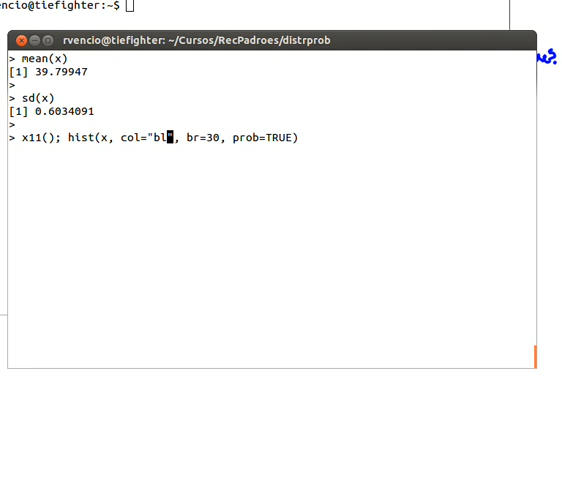 encio@tiefighter:~$
rvencio@tiefighter: ~/Cursos/RecPadroes/distrprob
> mean(x)
[1] 39.79947
>
> sd(x)
[1] 0.6034091
>
> x11(); hist(x, col="bl", br=30, prob=TRUE)